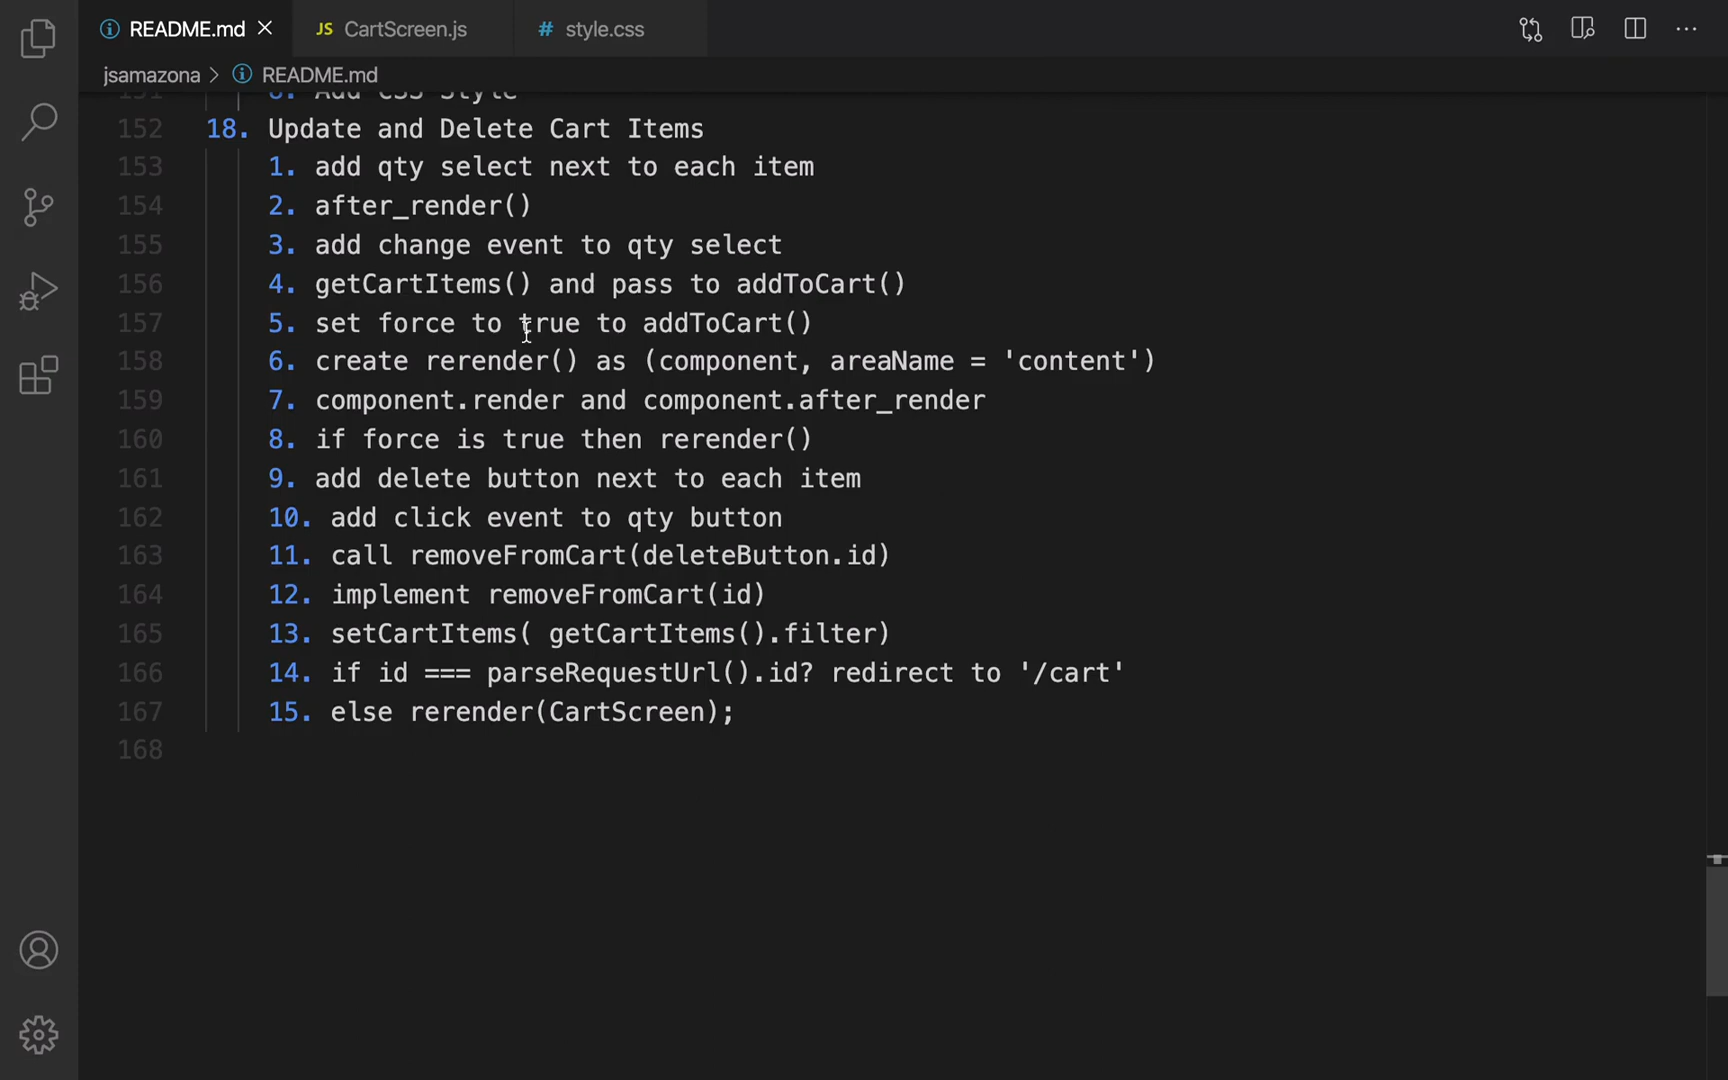 README.md
JS CartScreen.js
# style.css
jsamazona > README.md
151 8. Add CSS Style
152 18. Update and Delete Cart Items
153 1. add qty select next to each item
154 2. after_render()
155 3. add change event to qty select
156 4. getCartItems() and pass to addToCart()
157 5. set force to true to addToCart()
158 6. create rerender() as (component, areaName = 'content')
159 7. component.render and component.after_render
160 8. if force is true then rerender()
161 9. add delete button next to each item
162 10. add click event to qty button
163 11. call removeFromCart(deleteButton.id)
164 12. implement removeFromCart(id)
165 13. setCartItems( getCartItems().filter)
166 14. if id === parseRequestUrl().id? redirect to '/cart'
167 15. else rerender(CartScreen);
168